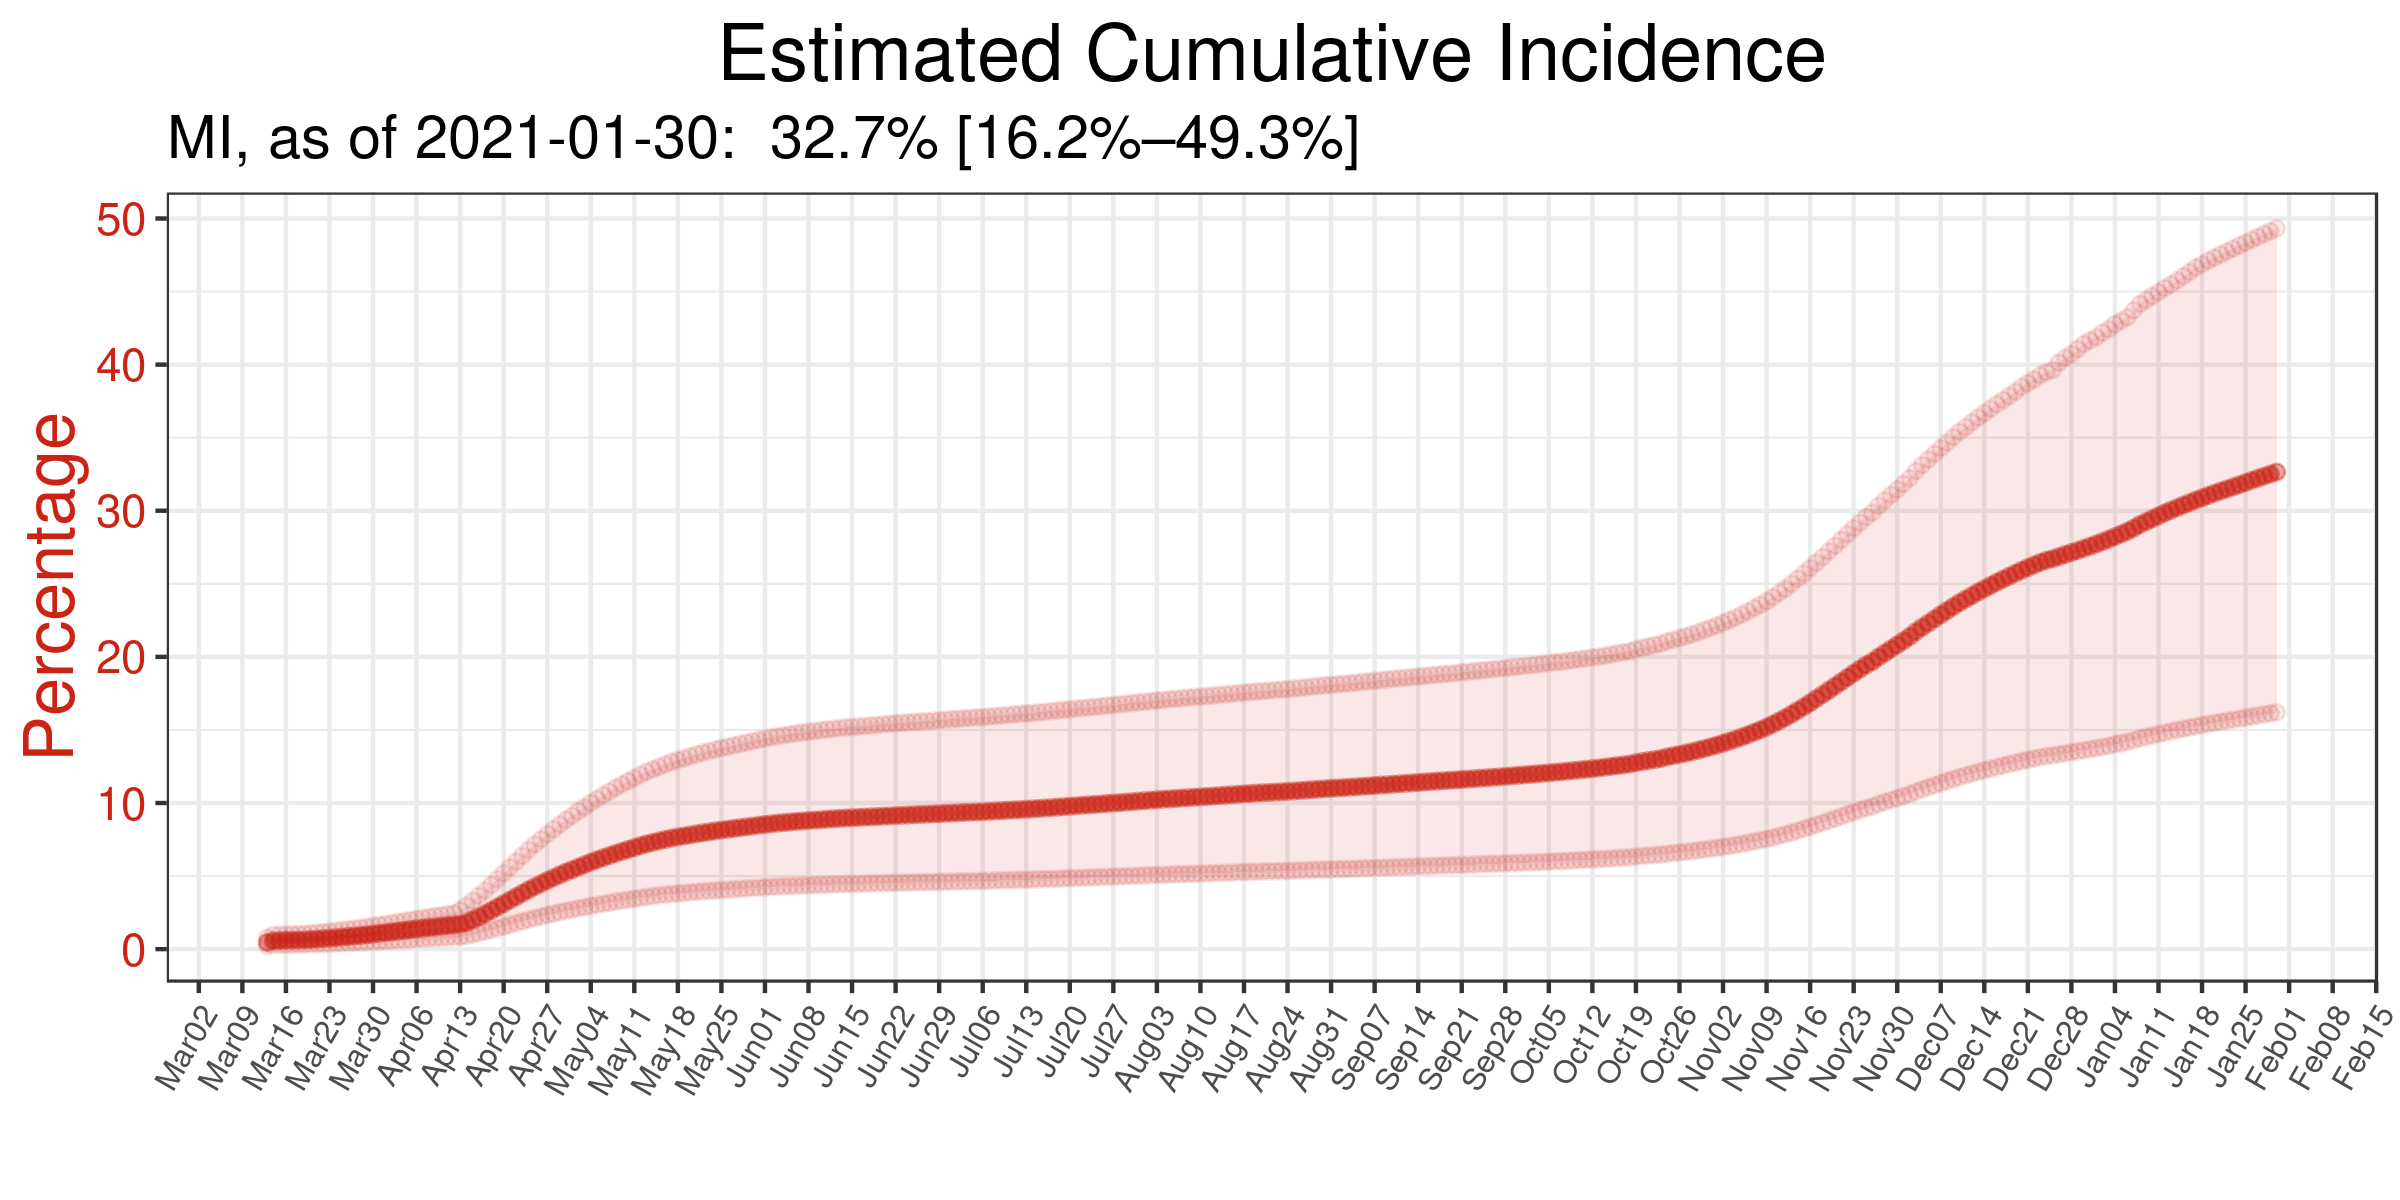 Estimated Cumulative Incidence
MI, as of 2021-01-30:  32.7% [16.2%–49.3%]
Percentage
50
40
30
20
10
0
Mar02
Mar09
Mar16
Mar23
Mar30
Apr06
Apr13
Apr20
Apr27
May04
May11
May18
May25
Jun01
Jun08
Jun15
Jun22
Jun29
Jul06
Jul13
Jul20
Jul27
Aug03
Aug10
Aug17
Aug24
Aug31
Sep07
Sep14
Sep21
Sep28
Oct05
Oct12
Oct19
Oct26
Nov02
Nov09
Nov16
Nov23
Nov30
Dec07
Dec14
Dec21
Dec28
Jan04
Jan11
Jan18
Jan25
Feb01
Feb08
Feb15